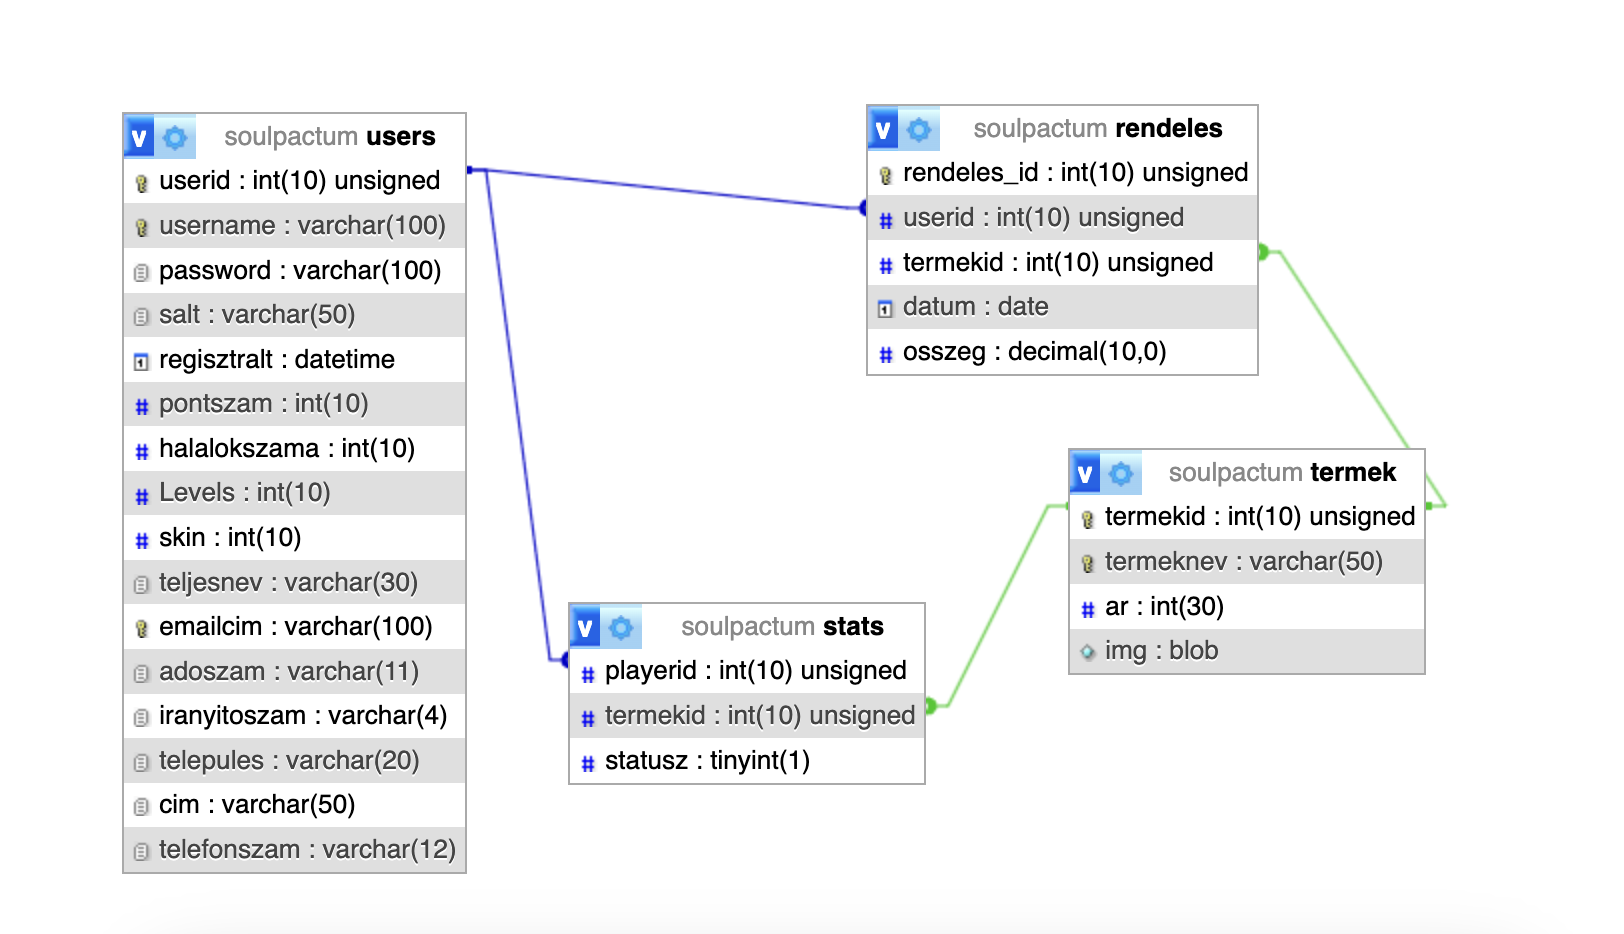 v soulpactum users
userid : int(10) unsigned
username : varchar(100)
password : varchar(100)
salt : varchar(50)
regisztralt : datetime
# pontszam : int(10)
# halalokszama : int(10)
# Levels : int(10)
# skin : int(10)
teljesnev : varchar(30)
emailcim : varchar(100)
adoszam : varchar(11)
iranyitoszam : varchar(4)
telepules : varchar(20)
cim : varchar(50)
telefonszam : varchar(12)
v soulpactum rendeles
rendeles_id : int(10) unsigned
# userid : int(10) unsigned
# termekid : int(10) unsigned
datum : date
# osszeg : decimal(10,0)
v soulpactum termek
termekid : int(10) unsigned
termeknev : varchar(50)
# ar : int(30)
img : blob
v soulpactum stats
# playerid : int(10) unsigned
# termekid : int(10) unsigned
# statusz : tinyint(1)